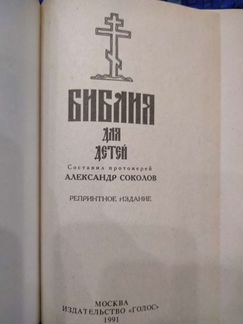 БИБЛИЯ
ДЛЯ
ДЕТЕЙ
Составил протоиерей
АЛЕКСАНДР СОКОЛОВ
РЕПРИНТНОЕ ИЗДАНИЕ
МОСКВА
ИЗДАТЕЛЬСТВО «ГОЛОС»
1991